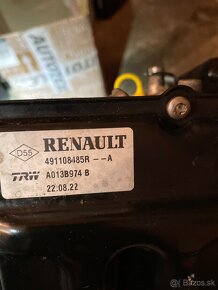 D55
RENAULT
491108485R --A
TRW A013B974 B
22.08.22
Bazos.sk